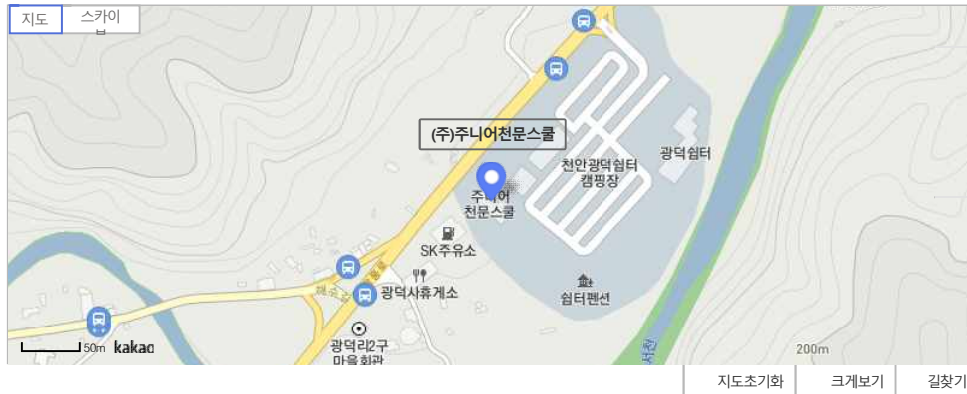 지도
스카이
(주)주니어천문스쿨
천안광덕쉼터
캠핑장
광덕쉼터
천문스쿨
SK주유소
광덕사휴게소
쉼터펜션
광덕리2구
마을회관
50m
kakao
200m
지도초기화
크게보기
길찾기